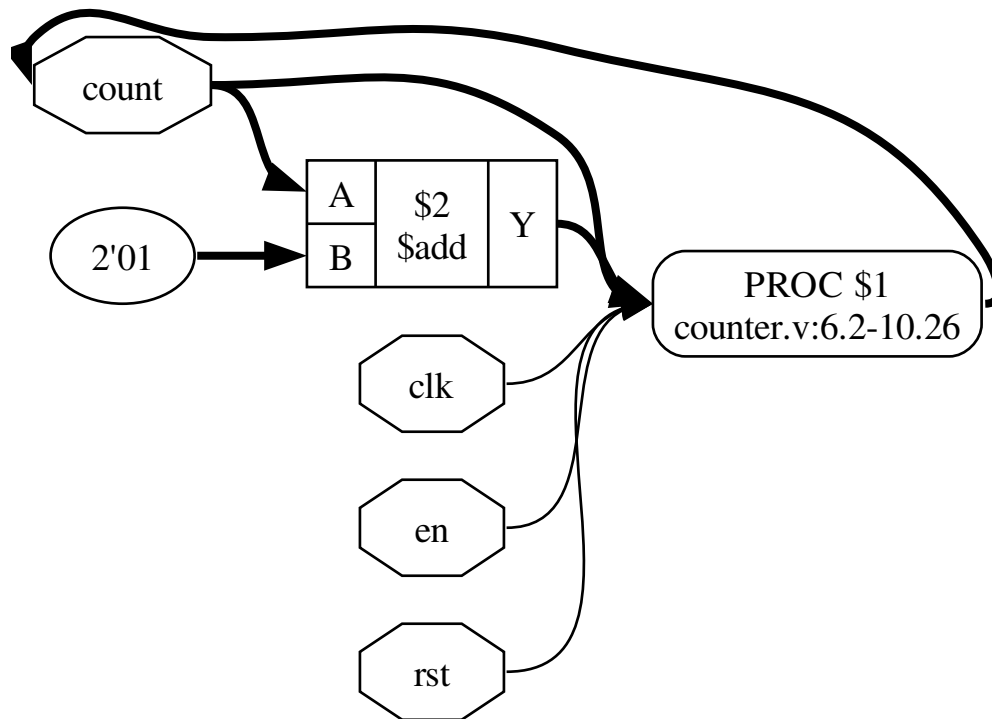 count
2'01
A
B
$2
$add
Y
PROC $1
counter.v:6.2-10.26
clk
en
rst